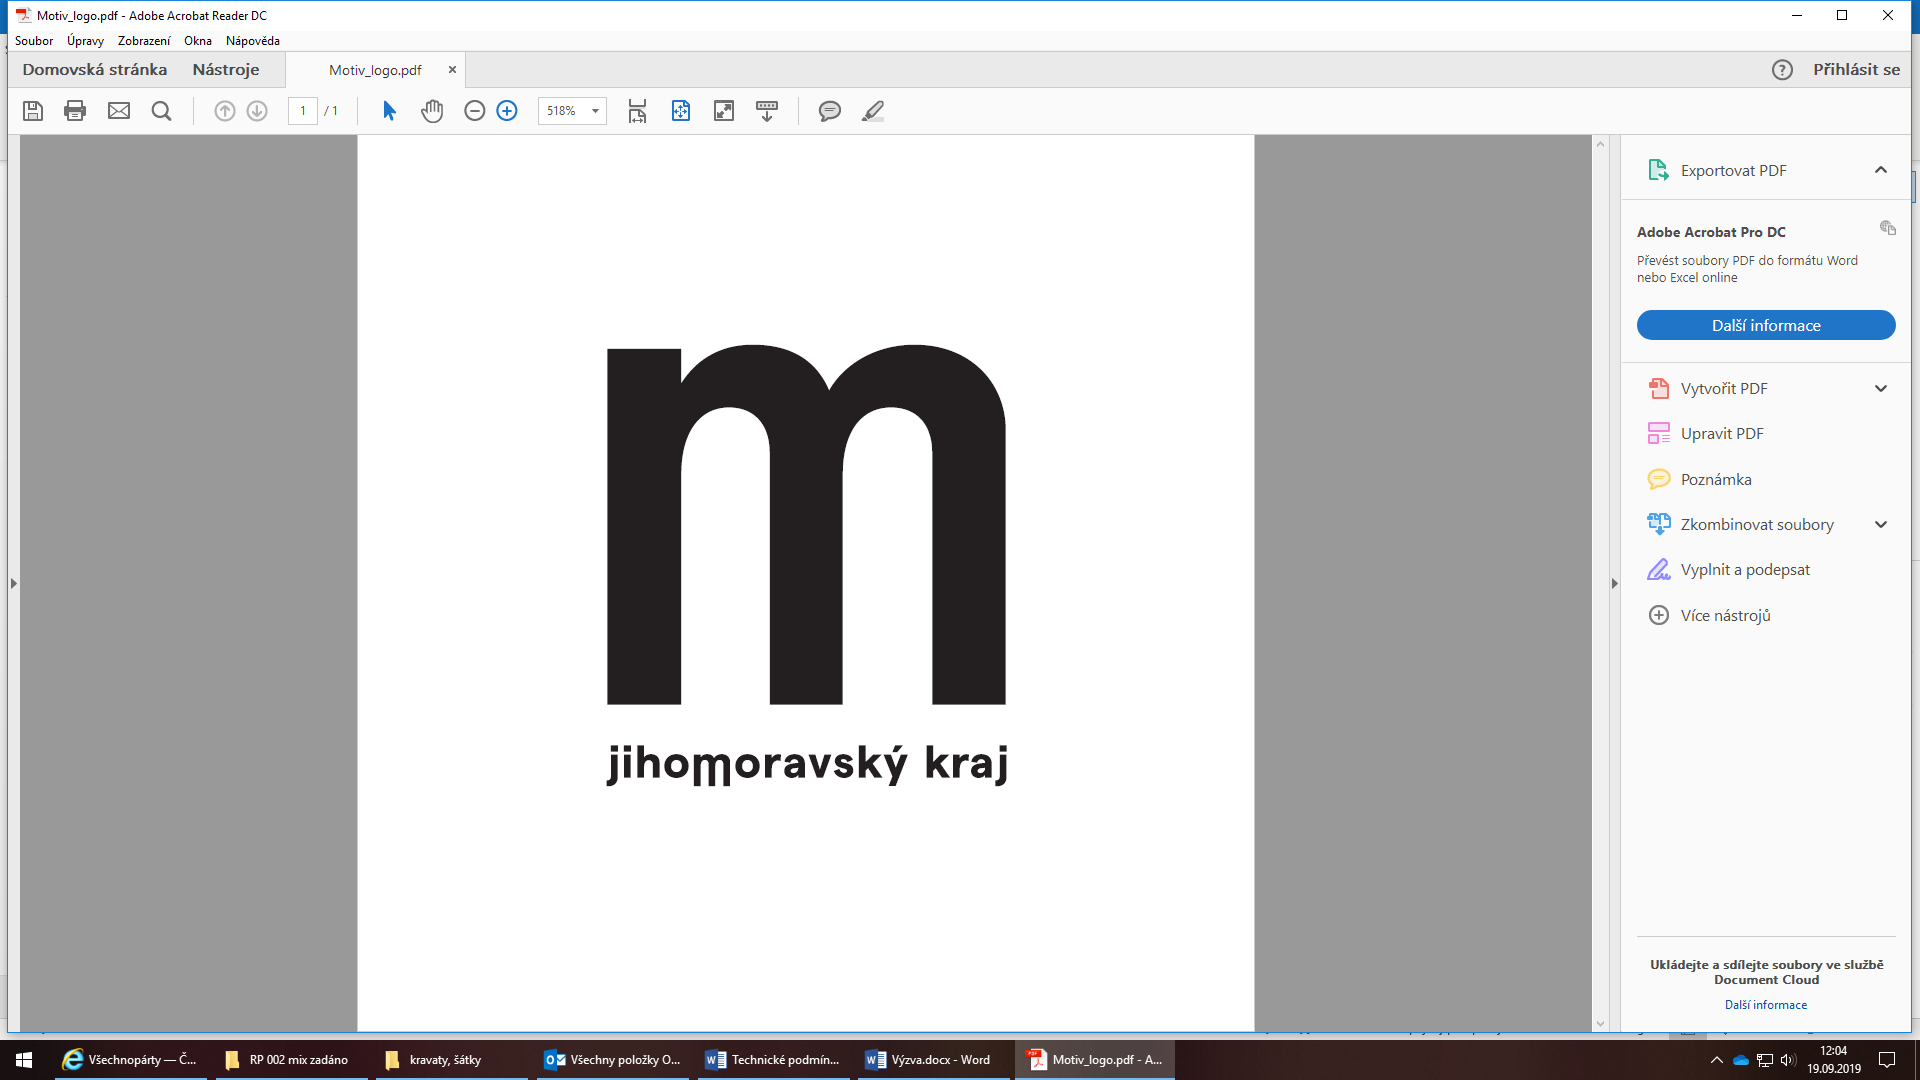 Motiv_logo.pdf - Adobe Acrobat Reader DC
Soubor Úpravy Zobrazení Okna Nápověda
Domovská stránka Nástroje Motiv_logo.pdf Přihlásit se
1 / 1 518%
m
jihomoravský kraj
Exportovat PDF
Adobe Acrobat Pro DC
Převést soubory PDF do formátu Word
nebo Excel online
Další informace
Vytvořit PDF
Upravit PDF
Poznámka
Zkombinovat soubory
Vyplnit a podepsat
Více nástrojů
Ukládejte a sdílejte soubory ve službě
Document Cloud
Další informace
Všechnopárty — Č... RP 002 mix zadáno kravaty, šátky Všechny položky O... Technické podmín... Výzva.docx - Word Motiv_logo.pdf - A...
12:04
19.09.2019